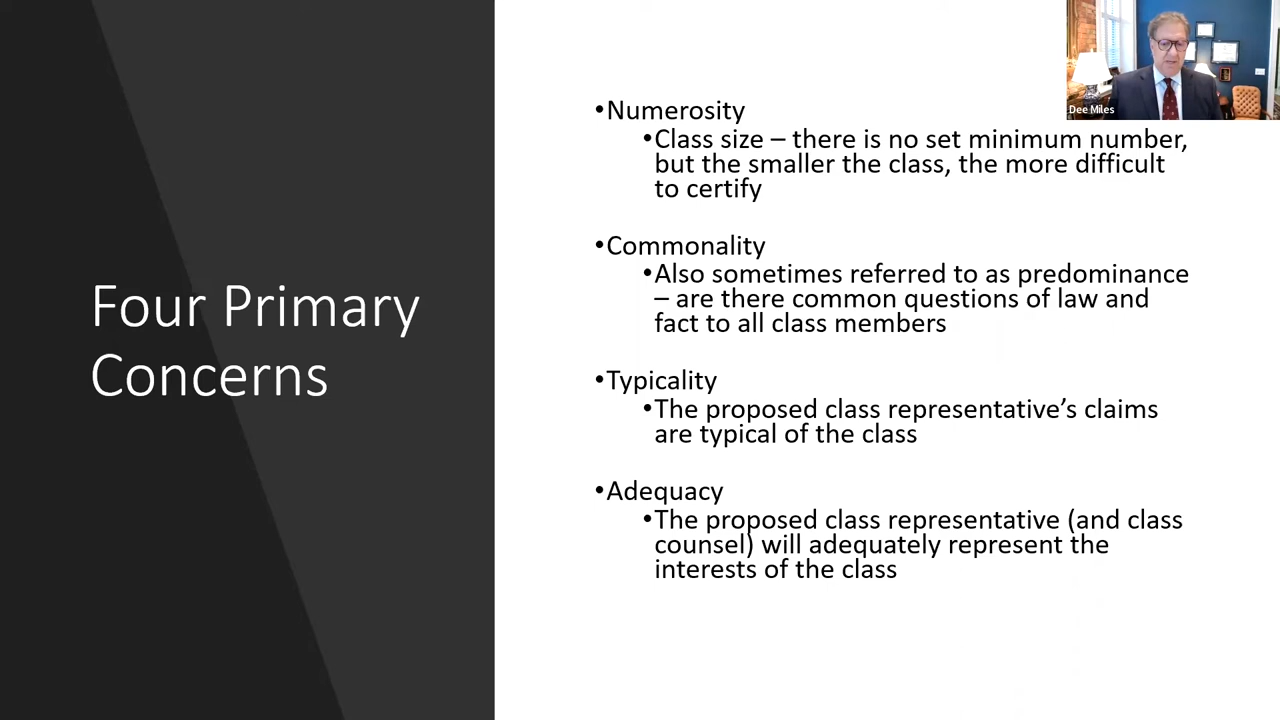 Four Primary
Concerns
•Numerosity
•Class size – there is no set minimum number,
but the smaller the class, the more difficult
to certify
•Commonality
•Also sometimes referred to as predominance
– are there common questions of law and
fact to all class members
•Typicality
•The proposed class representative’s claims
are typical of the class
•Adequacy
•The proposed class representative (and class
counsel) will adequately represent the
interests of the class
Dee Miles